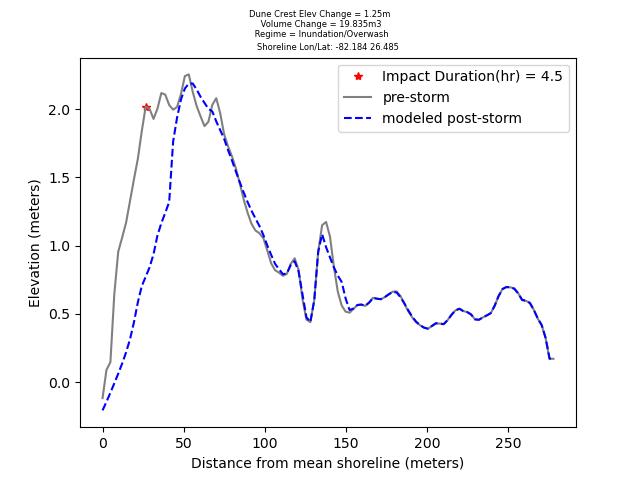 Dune Crest Elev Change = 1.25m
Volume Change = 19.835m3
Regime = Inundation/Overwash
Shoreline Lon/Lat: -82.184 26.485
Impact Duration(hr) = 4.5
pre-storm
modeled post-storm
Elevation (meters)
2.0
1.5
1.0
0.5
0.0
0 50 100 150 200 250
Distance from mean shoreline (meters)